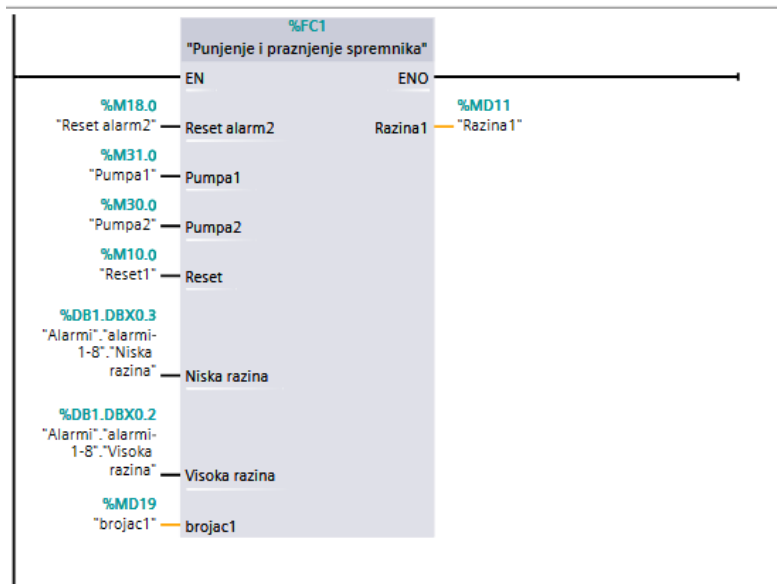 %FC1
"Punjenje i praznjenje spremnika"
EN
ENO
%M18.0
"Reset alarm2"
Reset alarm2
Razina1
%MD11
"Razina1"
%M31.0
"Pumpa1"
Pumpa1
%M30.0
"Pumpa2"
Pumpa2
%M10.0
"Reset1"
Reset
%DB1.DBX0.3
"Alarmi"."alarmi-
1-8"."Niska
razina"
Niska razina
%DB1.DBX0.2
"Alarmi"."alarmi-
1-8"."Visoka
razina"
Visoka razina
%MD19
"brojac1"
brojac1